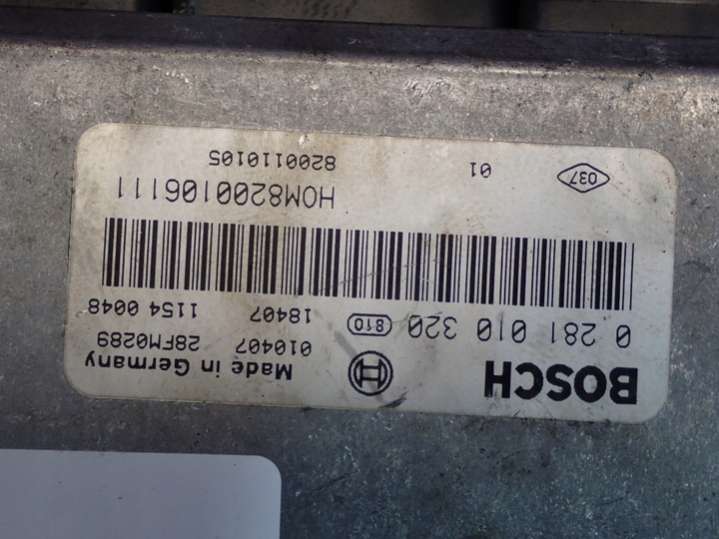 BOSCH
Made in Germany
010407 28FM0289
0 281 010 320 810 18407 1154 0048
HOM8200106111
037 01 8200110105